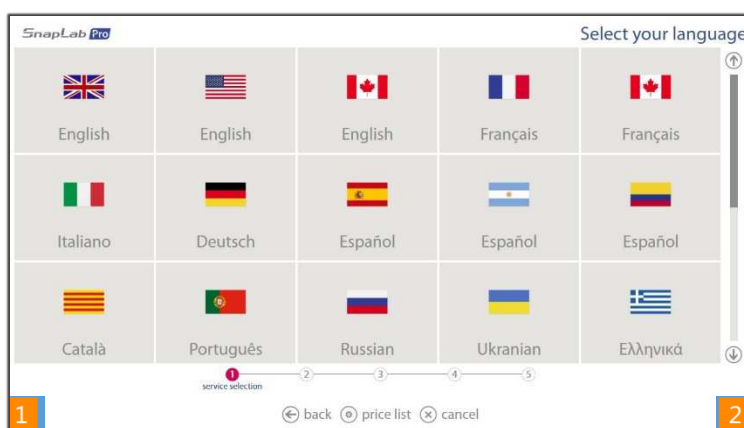 SnapLab Pro
Select your language
English English English Français Français
Italiano Deutsch Español Español Español
Català Português Russian Ukranian Ελληνικά
1 2 3 4 5
service selection
back price list cancel
1 2